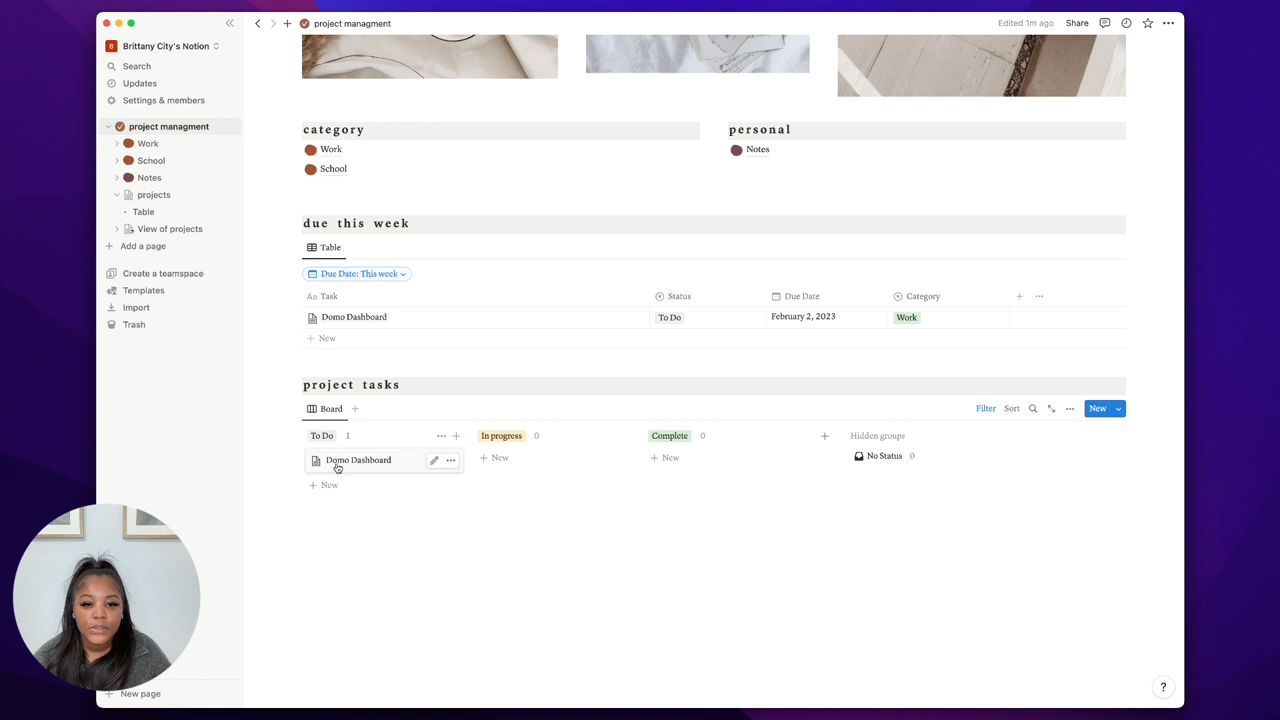 project managment
Edited 1m ago
Share
B Brittany City's Notion
Search
Updates
Settings & members
project managment
Work
School
Notes
projects
Table
View of projects
Add a page
Create a teamspace
Templates
Import
Trash
New page
category
Work
School
personal
Notes
due this week
Table
Due Date: This week
Aa Task Status Due Date Category
Domo Dashboard To Do February 2, 2023 Work
New
project tasks
Board
Filter Sort New
To Do 1 In progress 0 Complete 0 Hidden groups
Domo Dashboard
New
New
New
No Status 0
?